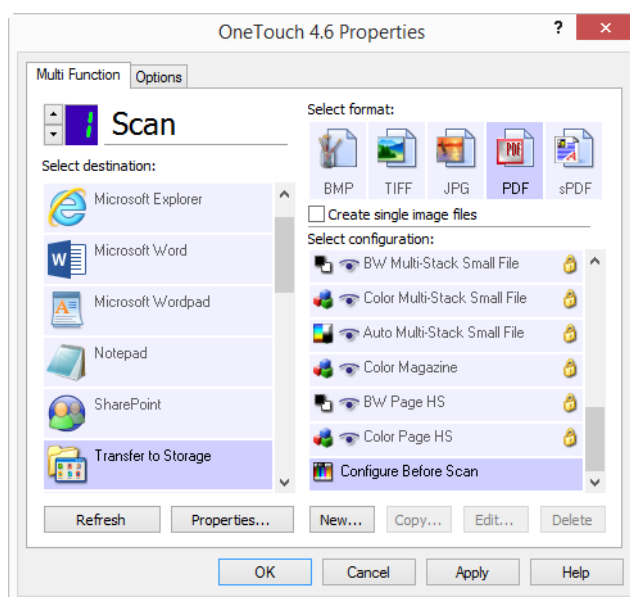 OneTouch 4.6 Properties
?
Multi Function
Options
1
Scan
Select destination:
Microsoft Explorer
Microsoft Word
Microsoft Wordpad
Notepad
SharePoint
Transfer to Storage
Refresh
Properties...
Select format:
BMP
TIFF
JPG
PDF
PDF
sPDF
Create single image files
Select configuration:
BW Multi-Stack Small File
Color Multi-Stack Small File
Auto Multi-Stack Small File
Color Magazine
BW Page HS
Color Page HS
Configure Before Scan
New...
Copy...
Edit...
Delete
OK
Cancel
Apply
Help